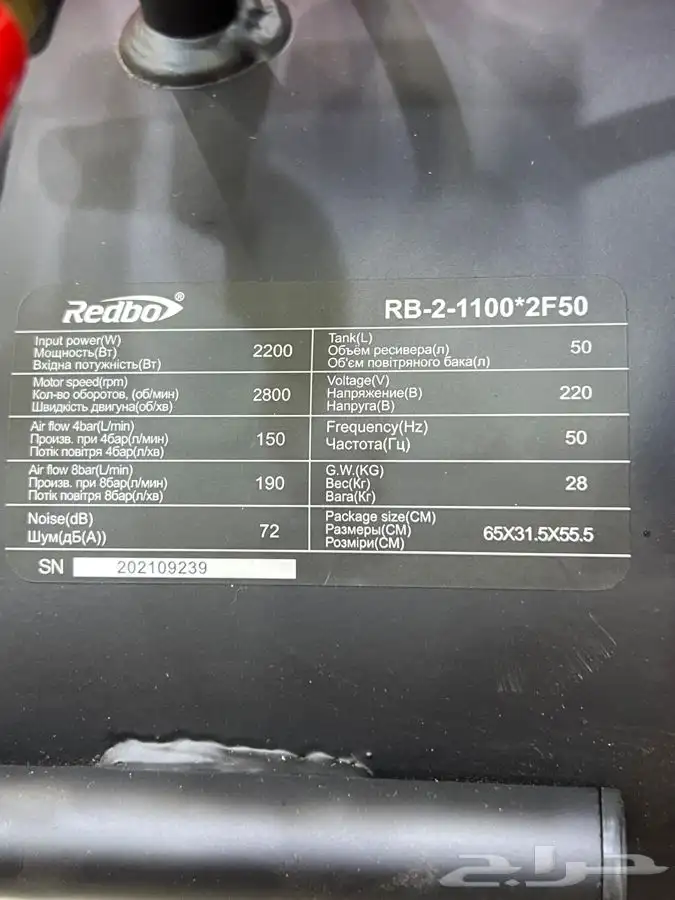 Redbo®
RB-2-1100*2F50
Input power(W)
Мощность(Вт)
Вхідна потужність(Вт)
2200
Tank(L)
Объём ресивера(л)
Об'єм повітряного бака(л)
50
Motor speed(rpm)
Кол-во оборотов, (об/мин)
Швидкість двигуна(об/хв)
2800
Voltage(V)
Напряжение(В)
Напруга(В)
220
Air flow 4bar(L/min)
Произв. при 4бар(л/мин)
Потік повітря 4бар(л/хв)
150
Frequency(Hz)
Частота(Гц)
50
Air flow 8bar(L/min)
Произв. при 8бар(л/мин)
Потік повітря 8бар(л/хв)
190
G.W.(KG)
Вес(Кг)
Вага(Кг)
28
Noise(dB)
Шум(дБ(А))
72
Package size(CM)
Размеры(СМ)
Розміри(СМ)
65X31.5X55.5
SN 202109239
حراج